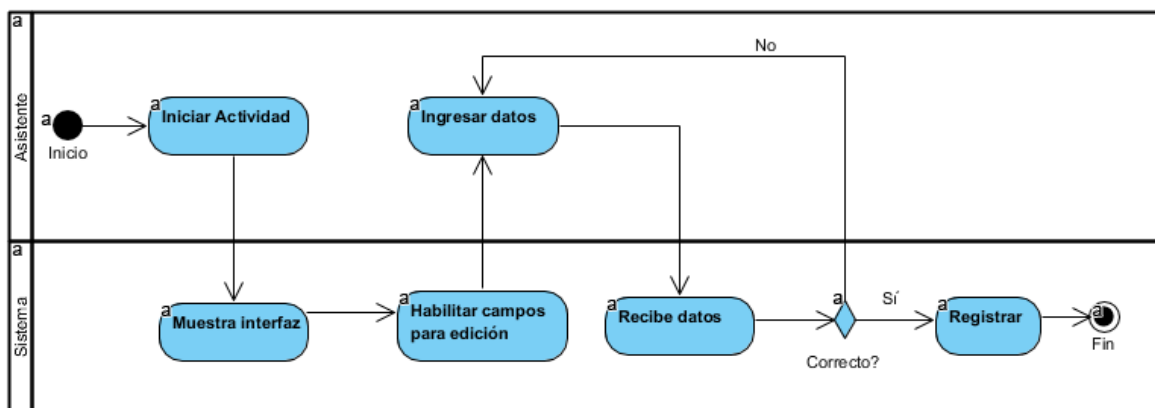 a
Asistente
No
a
Inicio
a
Iniciar Actividad
a
Ingresar datos
a
Sistema
a
Muestra interfaz
a
Habilitar campos
para edición
a
Recibe datos
a
Correcto?
Sí
a
Registrar
a
Fin